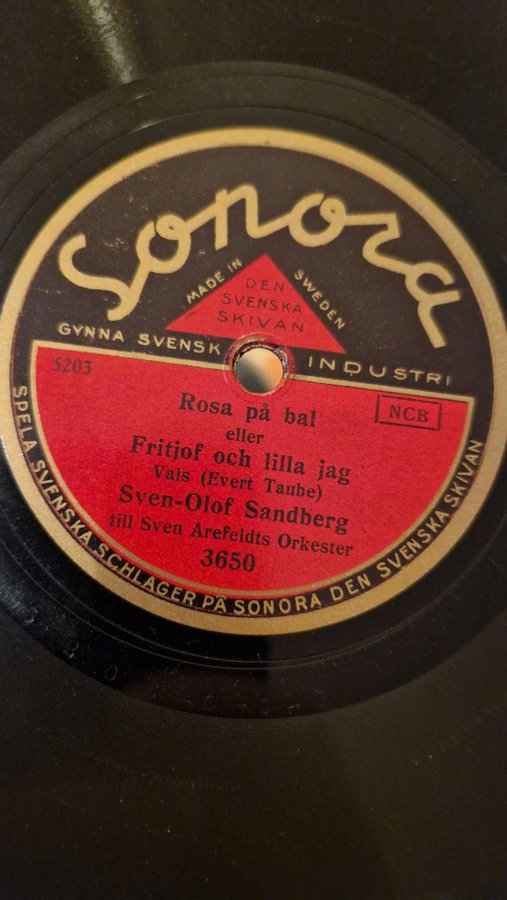 Sonora
MADE IN SWEDEN
DEN
SVENSKA
SKIVAN
GYNNA SVENSK INDUSTRI
5203
Rosa på bal
NCB
eller
Fritjof och lilla jag
Vals (Evert Taube)
Sven-Olof Sandberg
till Sven Arefeldts Orkester
3650
SPELA SVENSKA SCHLAGER PÅ SONORA DEN SVENSKA SKIVAN